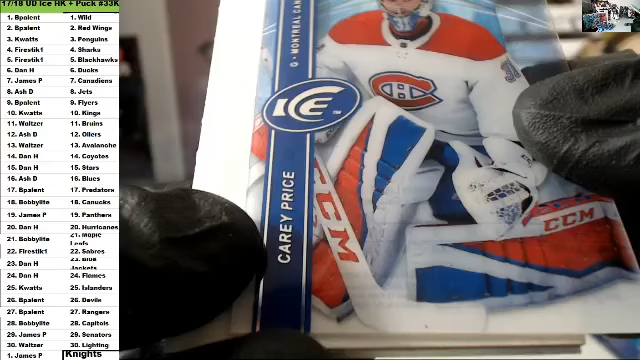 17/18 UD Ice HK + Puck #33K
1. Bpalent 1. Wild
2. Bpalent 2. Red Wings
3. Kwatts 3. Penguins
4. Firestik1 4. Sharks
5. Firestik1 5. Blackhawks
6. Dan H 6. Ducks
7. James P 7. Canadiens
8. Ash D 8. Jets
9. Bpalent 9. Flyers
10. Kwatts 10. Kings
11. Waltzer 11. Bruins
12. Ash D 12. Oilers
13. Waltzer 13. Avalanche
14. Dan H 14. Coyotes
15. Dan H 15. Stars
16. Ash D 16. Blues
17. Bpalent 17. Predators
18. Bobbylite 18. Canucks
19. James P 19. Panthers
20. Dan H 20. Hurricanes
21. Bobbylite 21. Maple Leafs
22. Firestik1 22. Sabres
23. Dan H 23. Blue Jackets
24. Dan H 24. Flames
25. Kwatts 25. Islanders
26. Bpalent 26. Devils
27. Bpalent 27. Rangers
28. Bobbylite 28. Capitols
29. James P 29. Senators
30. Waltzer 30. Lighting
1. James P Knights
G • MONTREAL CAN
ICE
CAREY PRICE
CCM
CCM
31